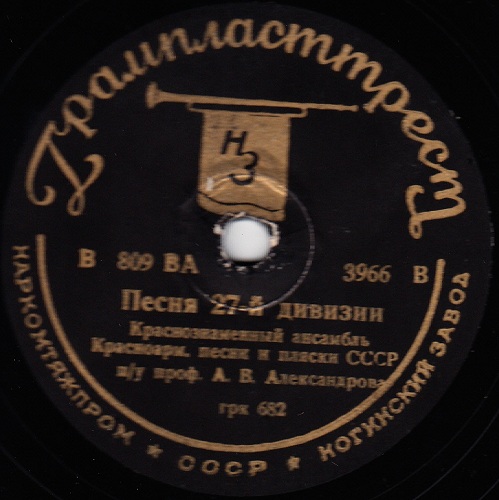 Грампласттрест
НЗ
В 809 ВА 3966 В
Песня 27-й дивизии
Краснознаменный ансамбль
Красноарм. песни и пляски СССР
п/у проф. А. В. Александрова
грк 682
НАРКОМТЯЖПРОМ ★ СССР ★ НОГИНСКИЙ ЗАВОД